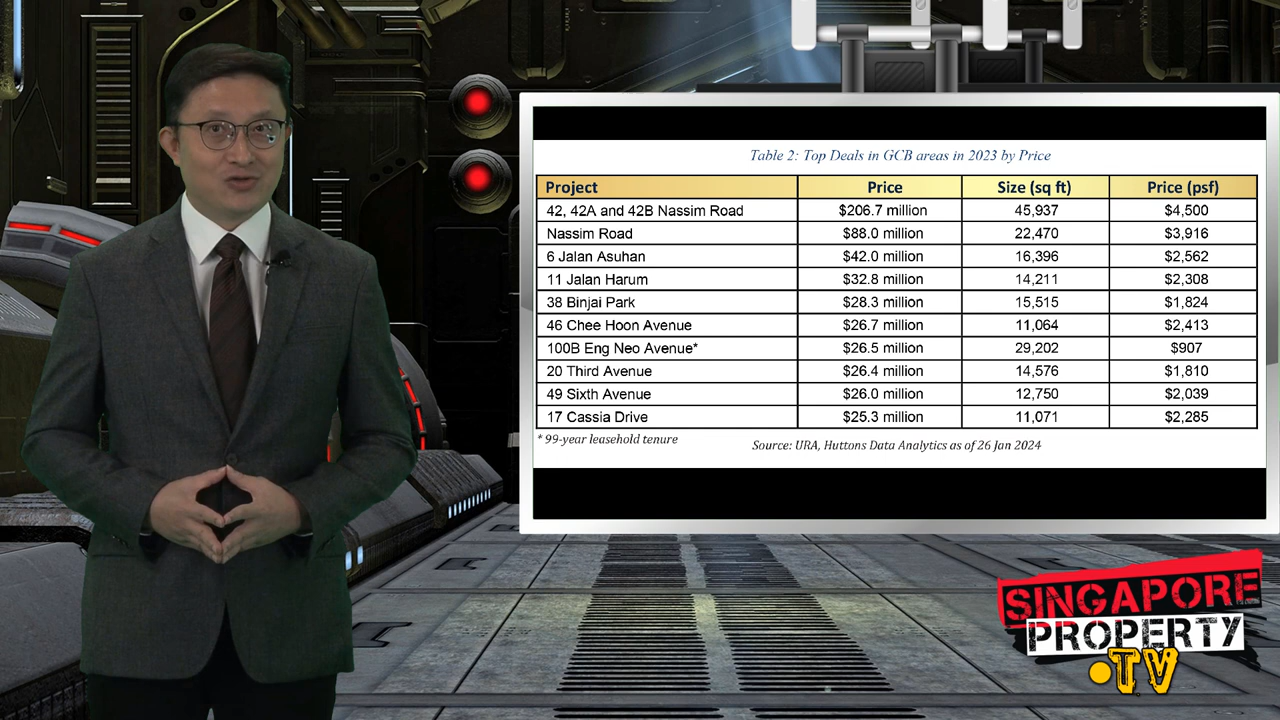 Table 2: Top Deals in GCB areas in 2023 by Price
Project Price Size (sq ft) Price (psf)
42, 42A and 42B Nassim Road $206.7 million 45,937 $4,500
Nassim Road $88.0 million 22,470 $3,916
6 Jalan Asuhan $42.0 million 16,396 $2,562
11 Jalan Harum $32.8 million 14,211 $2,308
38 Binjai Park $28.3 million 15,515 $1,824
46 Chee Hoon Avenue $26.7 million 11,064 $2,413
100B Eng Neo Avenue* $26.5 million 29,202 $907
20 Third Avenue $26.4 million 14,576 $1,810
49 Sixth Avenue $26.0 million 12,750 $2,039
17 Cassia Drive $25.3 million 11,071 $2,285
* 99-year leasehold tenure
Source: URA, Huttons Data Analytics as of 26 Jan 2024
SINGAPORE
PROPERTY
TV